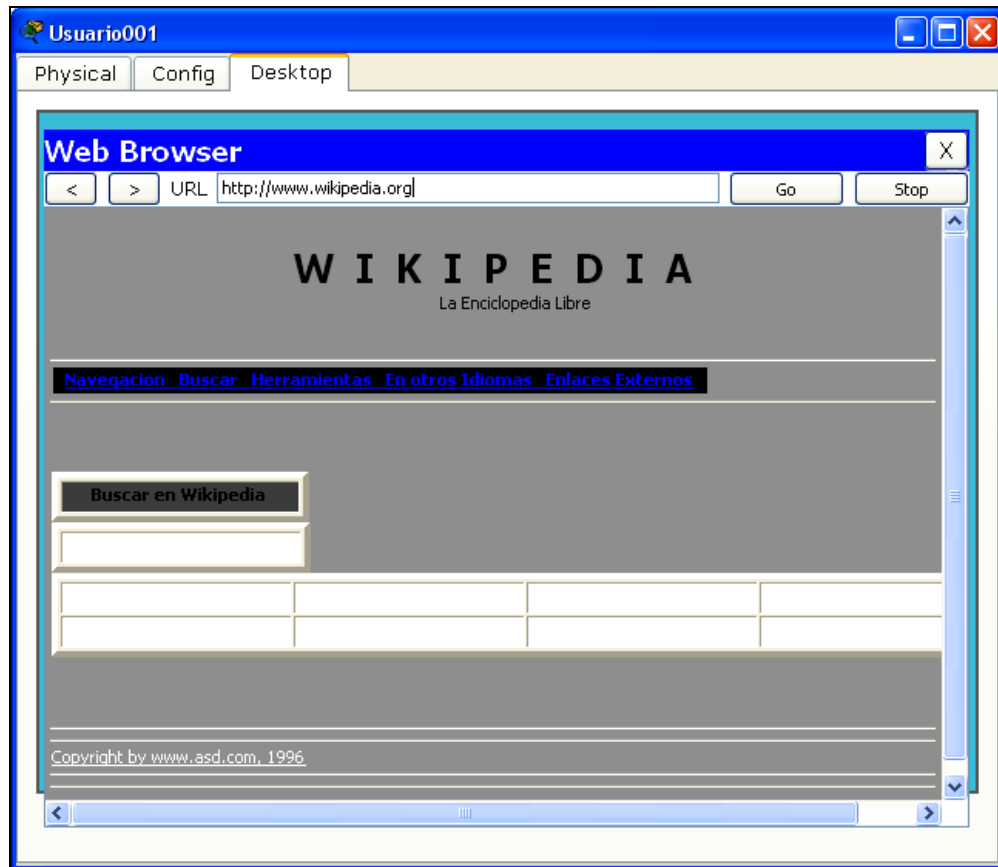 Usuario001
Physical Config Desktop
Web Browser X
< > URL http://www.wikipedia.org Go Stop
W I K I P E D I A
La Enciclopedia Libre
Navegacion Buscar Herramientas En otros Idiomas Enlaces Externos
Buscar en Wikipedia
Copyright by www.asd.com, 1996